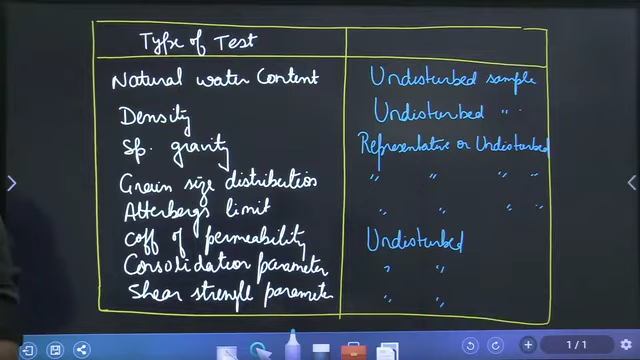 Type of Test
Natural water Content Undisturbed sample
Density Undisturbed "
Sp. gravity Representative or Undisturbed
Grain size distribution " " " "
Atterbergs limit " " " "
Coff of permeability Undisturbed
Consolidation parameter " "
Shear strength parameter " "
1/1